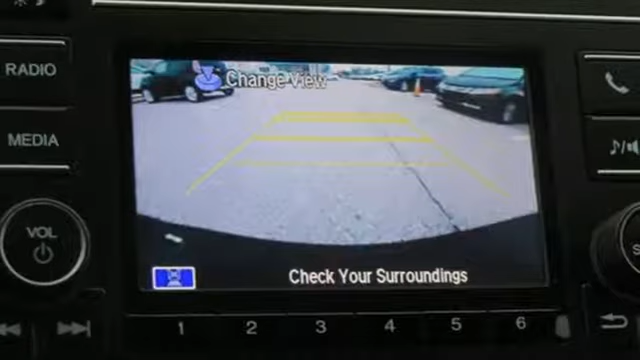 RADIO
Change View
MEDIA
VOL
Check Your Surroundings
1 2 3 4 5 6